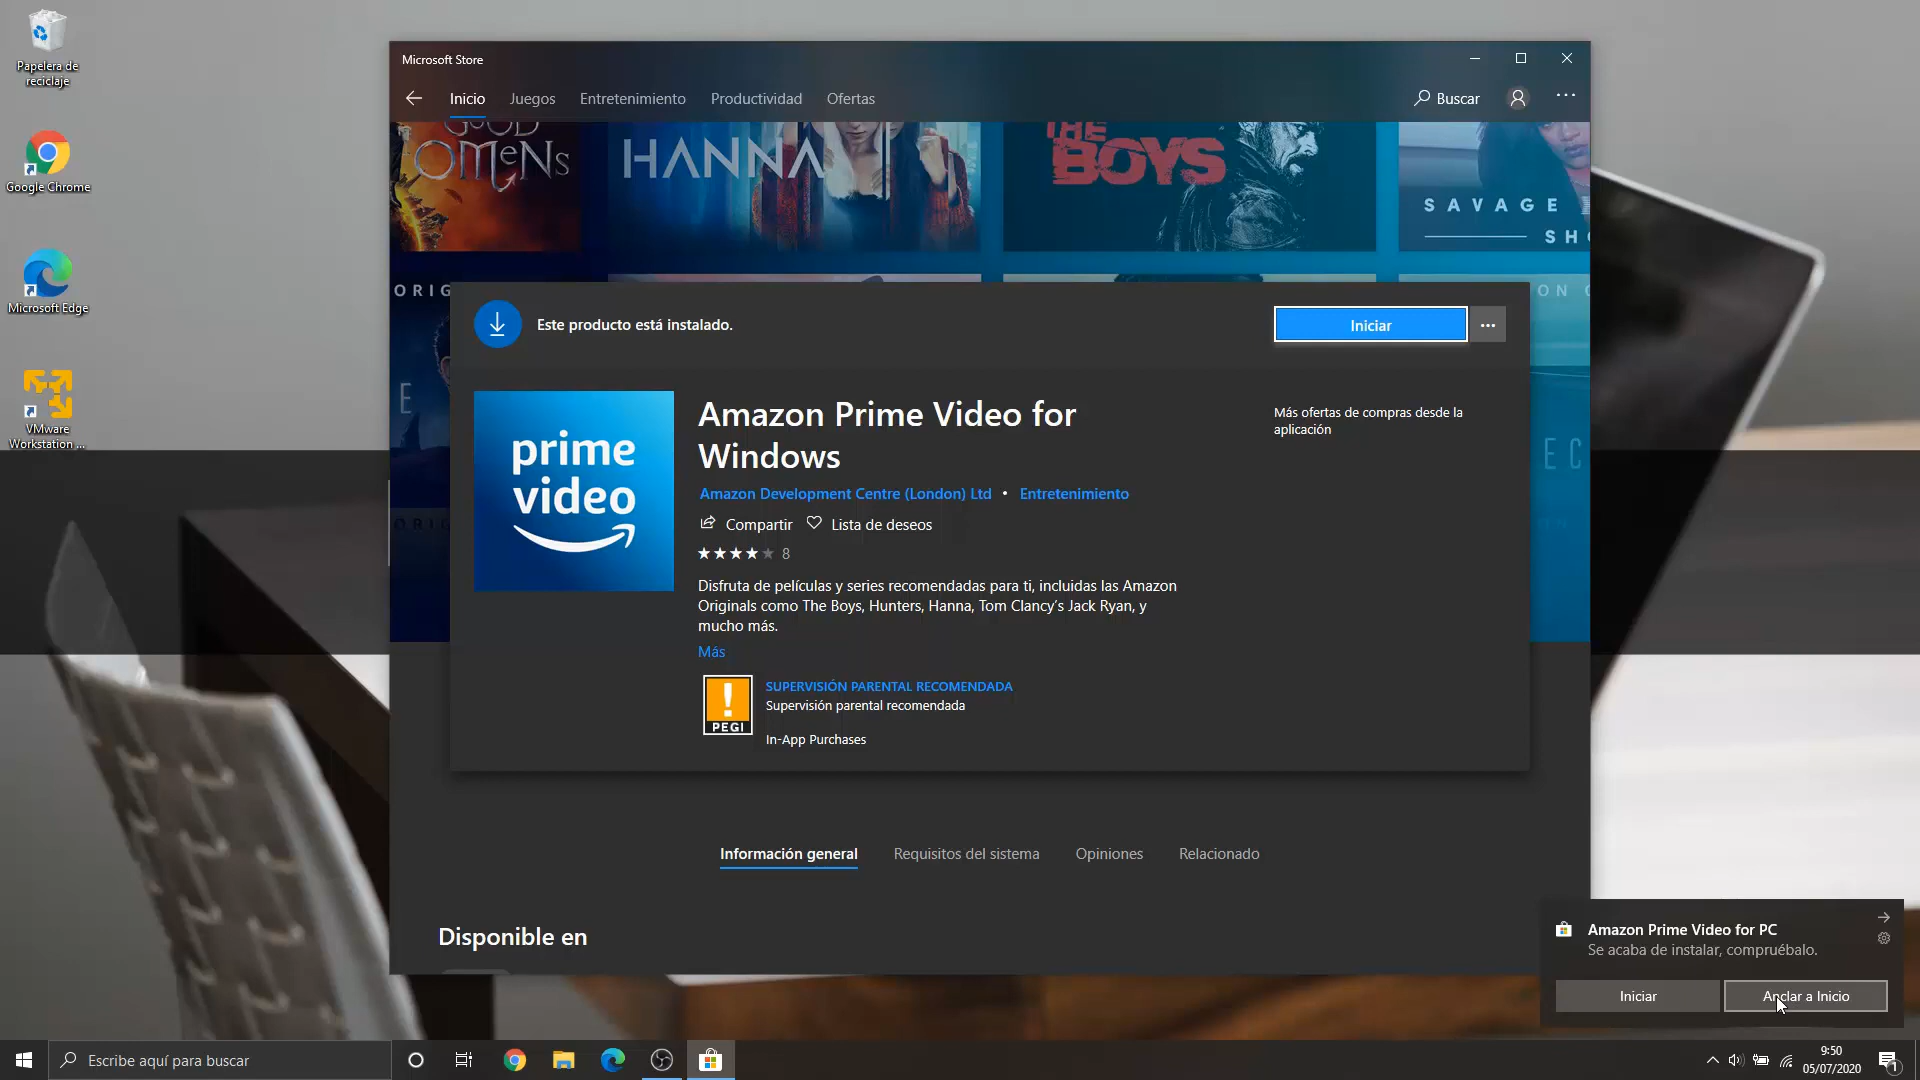 Papelera de
reciclaje
Google Chrome
Microsoft Edge
VMware
Workstation ...
Microsoft Store
Inicio
Juegos
Entretenimiento
Productividad
Ofertas
Buscar
GOOD
OMENS
HANNA
THE
BOYS
SAVAGE
SHO
ORIG
Este producto está instalado.
Iniciar
prime
video
Amazon Prime Video for
Windows
Amazon Development Centre (London) Ltd • Entretenimiento
Compartir
Lista de deseos
8
Disfruta de películas y series recomendadas para ti, incluidas las Amazon
Originals como The Boys, Hunters, Hanna, Tom Clancy's Jack Ryan, y
mucho más.
Más
PEGI
SUPERVISIÓN PARENTAL RECOMENDADA
Supervisión parental recomendada
In-App Purchases
Más ofertas de compras desde la
aplicación
Información general
Requisitos del sistema
Opiniones
Relacionado
Disponible en
Amazon Prime Video for PC
Se acaba de instalar, compruébalo.
Iniciar
Anclar a Inicio
Escribe aquí para buscar
9:50
05/07/2020
1